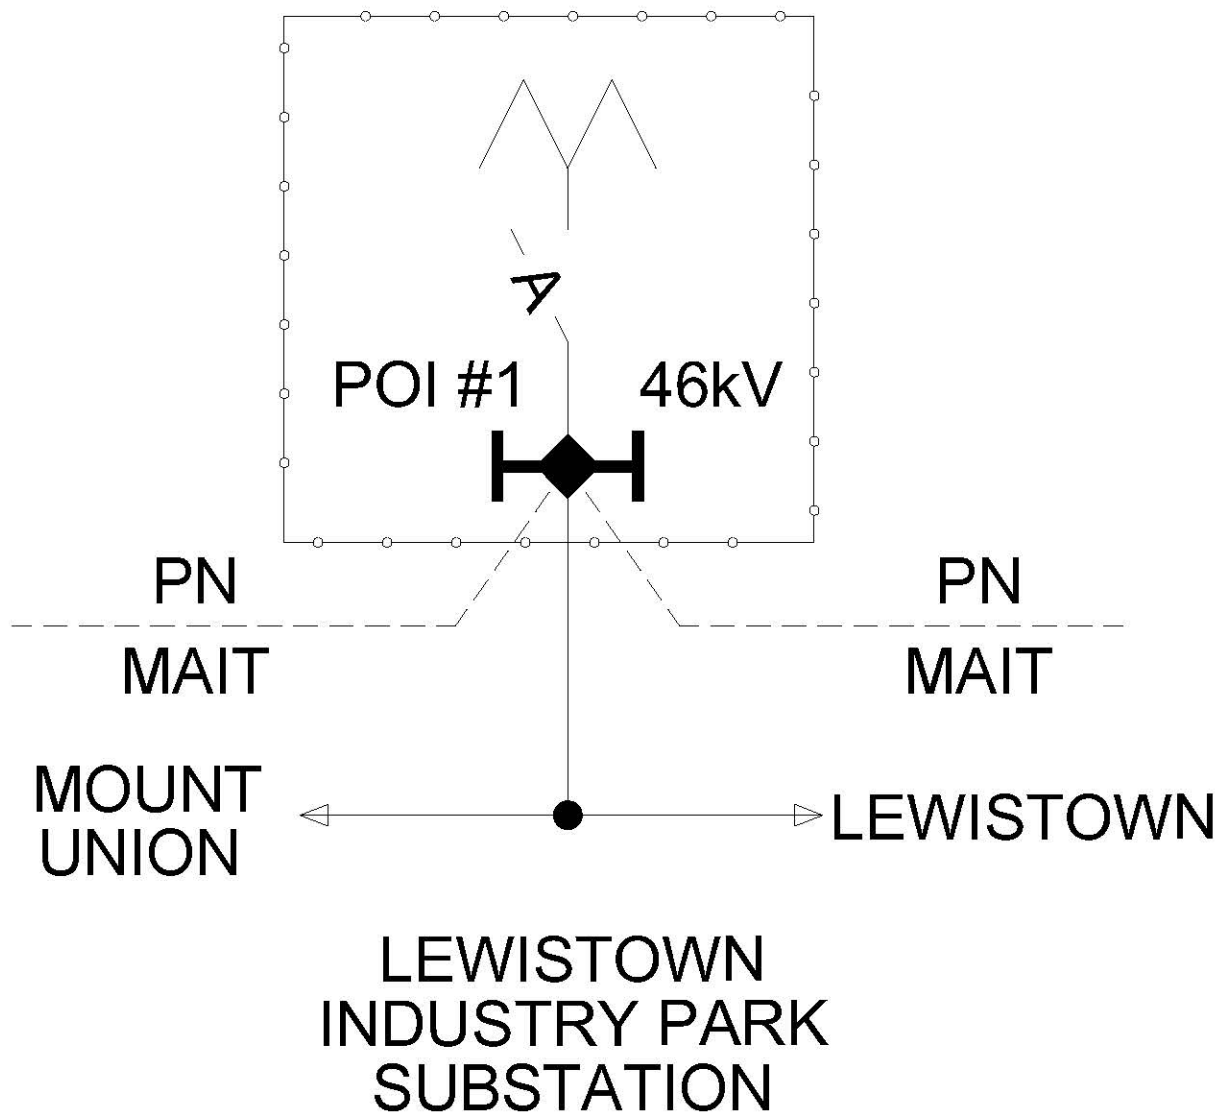 A
POI #1 46kV
PN PN
MAIT MAIT
MOUNT
UNION
LEWISTOWN
LEWISTOWN
INDUSTRY PARK
SUBSTATION